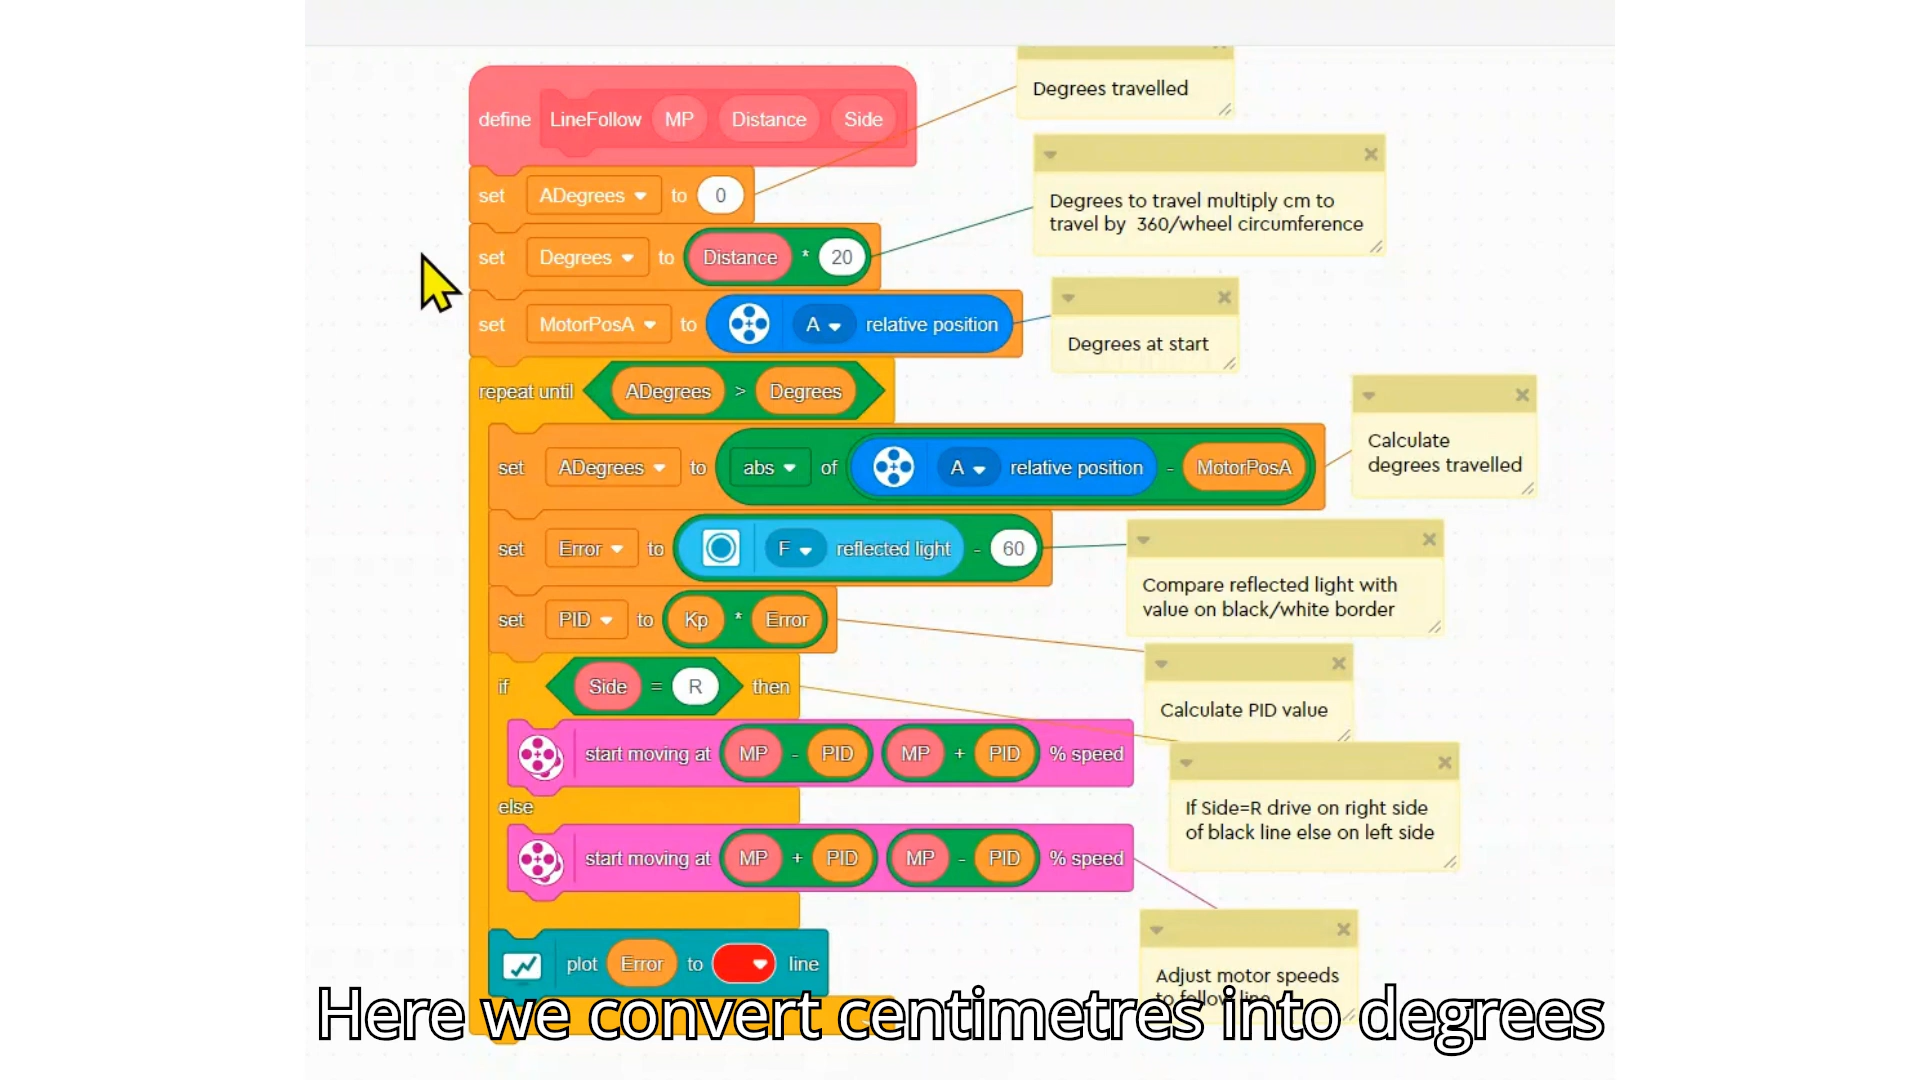 define LineFollow MP Distance Side
Degrees travelled
set ADegrees to 0
Degrees to travel multiply cm to
travel by 360/wheel circumference
set Degrees to Distance * 20
set MotorPosA to A relative position
Degrees at start
repeat until ADegrees > Degrees
Calculate
degrees travelled
set ADegrees to abs of A relative position - MotorPosA
set Error to F reflected light - 60
Compare reflected light with
value on black/white border
set PID to Kp * Error
Calculate PID value
if Side = R then
start moving at MP - PID MP + PID % speed
If Side=R drive on right side
of black line else on left side
else
start moving at MP + PID MP - PID % speed
Adjust motor speeds
to follow line
plot Error to line
Here we convert centimetres into degrees